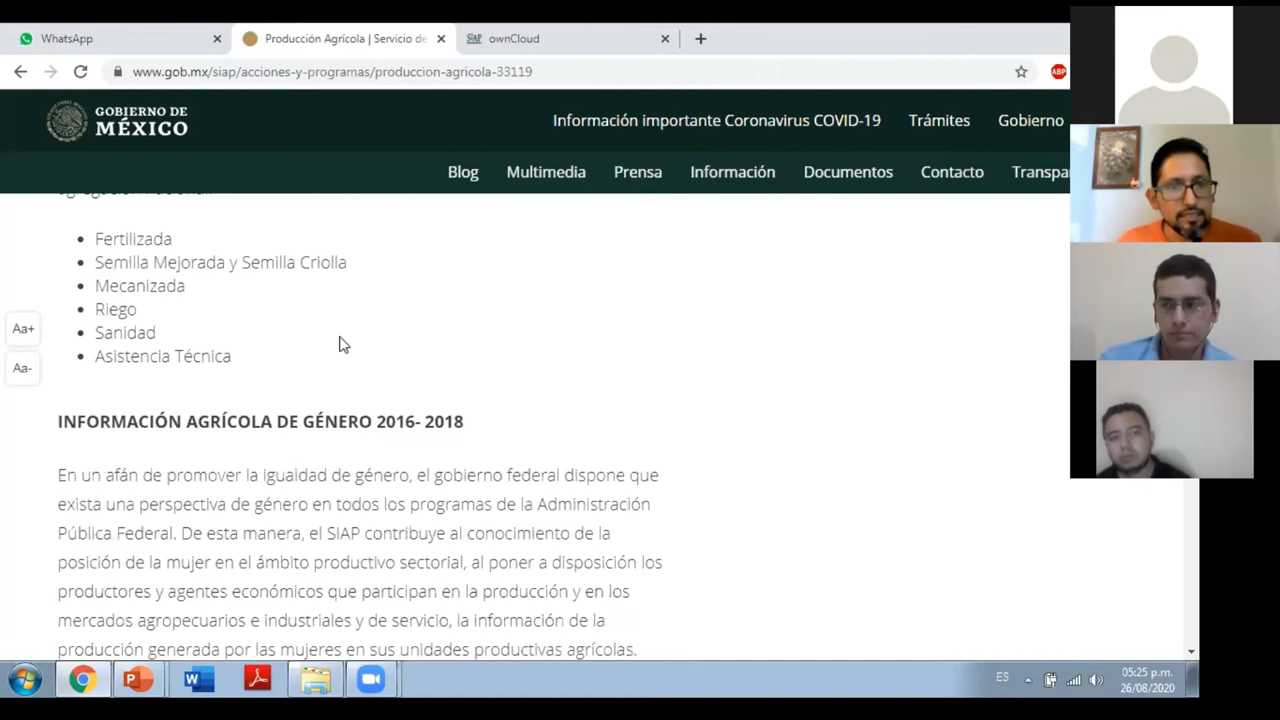 WhatsApp
Producción Agrícola | Servicio de
SIAP ownCloud
www.gob.mx/siap/acciones-y-programas/produccion-agricola-33119
ABP
GOBIERNO DE
MÉXICO
Información importante Coronavirus COVID-19 Trámites Gobierno
Blog Multimedia Prensa Información Documentos Contacto Transpa
Fertilizada
Semilla Mejorada y Semilla Criolla
Mecanizada
Riego
Sanidad
Asistencia Técnica
Aa+
Aa-
INFORMACIÓN AGRÍCOLA DE GÉNERO 2016- 2018
En un afán de promover la igualdad de género, el gobierno federal dispone que
exista una perspectiva de género en todos los programas de la Administración
Pública Federal. De esta manera, el SIAP contribuye al conocimiento de la
posición de la mujer en el ámbito productivo sectorial, al poner a disposición los
productores y agentes económicos que participan en la producción y en los
mercados agropecuarios e industriales y de servicio, la información de la
producción generada por las mujeres en sus unidades productivas agrícolas.
ES
05:25 p.m.
26/08/2020